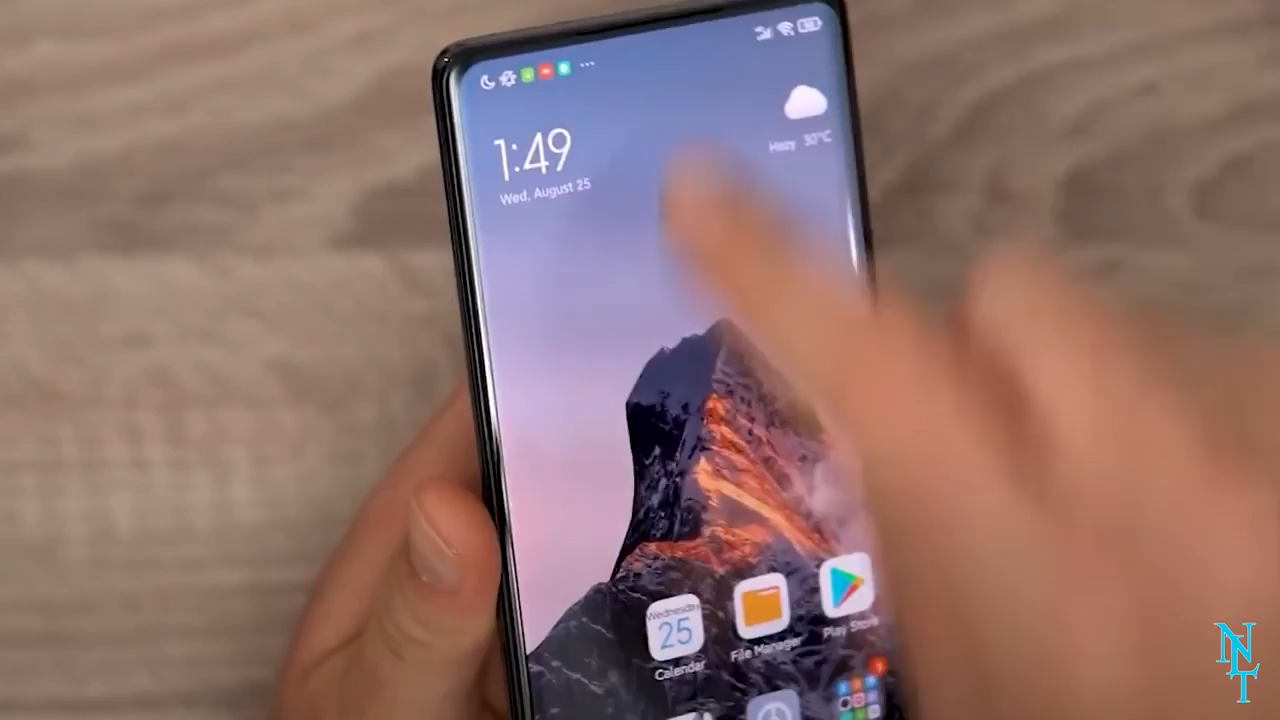 1:49
Wed, August 25
Hazy 30°C
Wednesday
25
Calendar
File Manager
Play Store
NLT